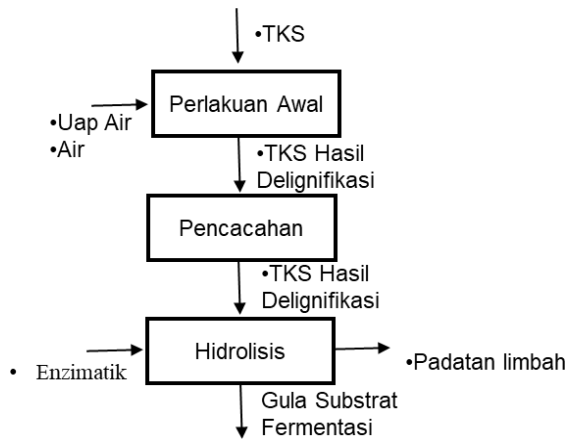 •TKS
Perlakuan Awal
•Uap Air
•Air
•TKS Hasil
Delignifikasi
Pencacahan
•TKS Hasil
Delignifikasi
Hidrolisis
• Enzimatik
•Padatan limbah
Gula Substrat
Fermentasi